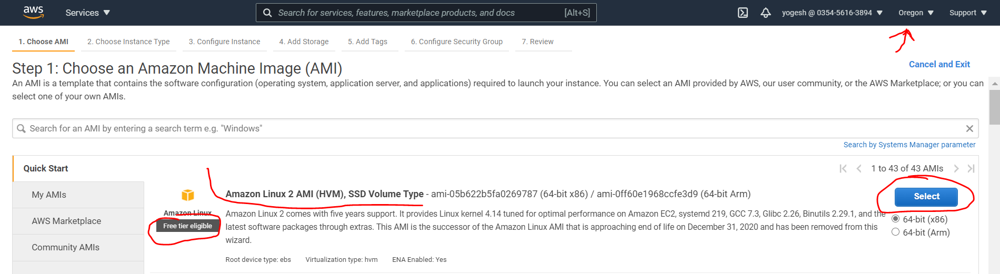 aws Services Search for services, features, marketplace products, and docs [Alt+S] yogesh @ 0354-5616-3894 Oregon Support
1. Choose AMI 2. Choose Instance Type 3. Configure Instance 4. Add Storage 5. Add Tags 6. Configure Security Group 7. Review
Step 1: Choose an Amazon Machine Image (AMI)
Cancel and Exit
An AMI is a template that contains the software configuration (operating system, application server, and applications) required to launch your instance. You can select an AMI provided by AWS, our user community, or the AWS Marketplace; or you can
select one of your own AMIs.
Search for an AMI by entering a search term e.g. "Windows"
Search by Systems Manager parameter
Quick Start
1 to 43 of 43 AMIs
My AMIs
AWS Marketplace
Community AMIs
Amazon Linux
Free tier eligible
Amazon Linux 2 AMI (HVM), SSD Volume Type - ami-05b622b5fa0269787 (64-bit x86) / ami-0ff60e1968ccfe3d9 (64-bit Arm)
Amazon Linux 2 comes with five years support. It provides Linux kernel 4.14 tuned for optimal performance on Amazon EC2, systemd 219, GCC 7.3, Glibc 2.26, Binutils 2.29.1, and the
latest software packages through extras. This AMI is the successor of the Amazon Linux AMI that is approaching end of life on December 31, 2020 and has been removed from this
wizard.
Root device type: ebs Virtualization type: hvm ENA Enabled: Yes
Select
64-bit (x86)
64-bit (Arm)